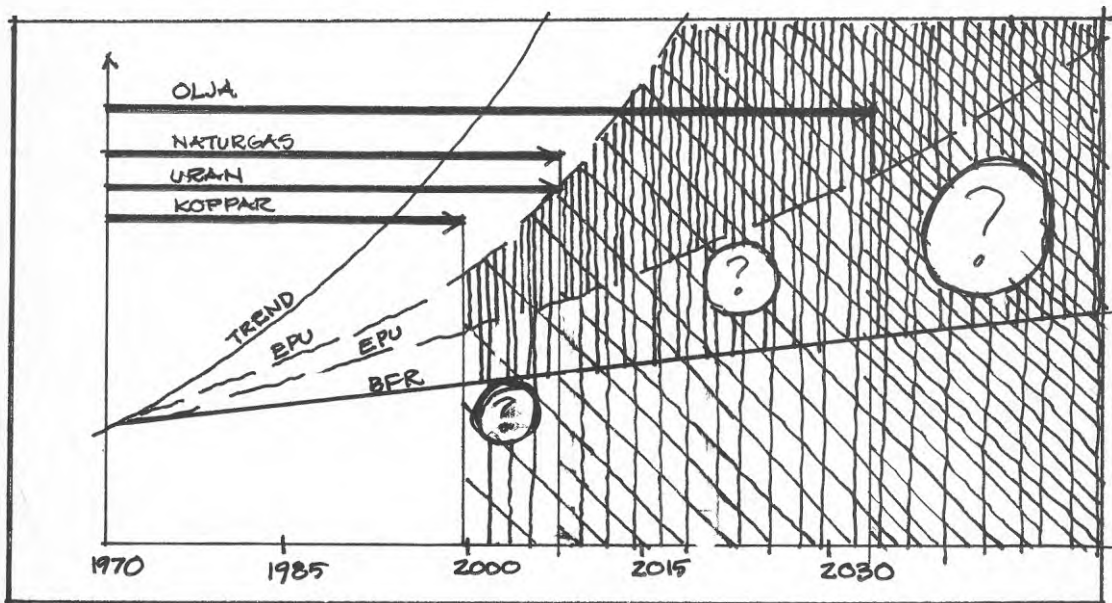 OLJA
NATURGAS
URAN
KOPPAR
TREND
EPU
EPU
BFR
?
?
?
1970 1985 2000 2015 2030